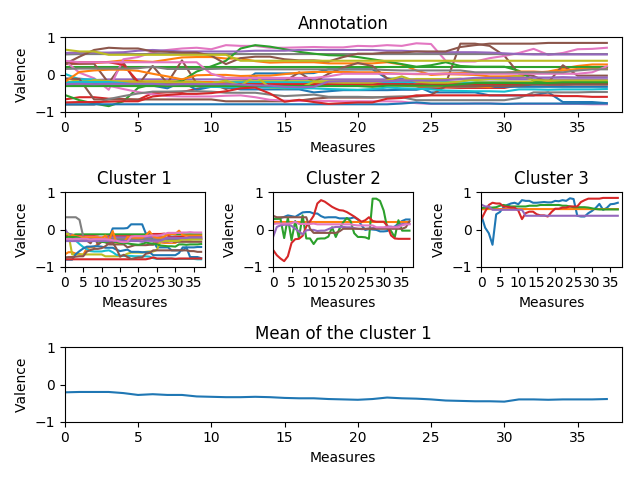 Annotation
1
0
−1
Valence
0 5 10 15 20 25 30 35
Measures
Cluster 1 Cluster 2 Cluster 3
1 1 1
0 0 0
−1 −1 −1
Valence Valence Valence
0 5 10 15 20 25 30 35 0 5 10 15 20 25 30 35 0 5 10 15 20 25 30 35
Measures Measures Measures
Mean of the cluster 1
1
0
−1
Valence
0 5 10 15 20 25 30 35
Measures